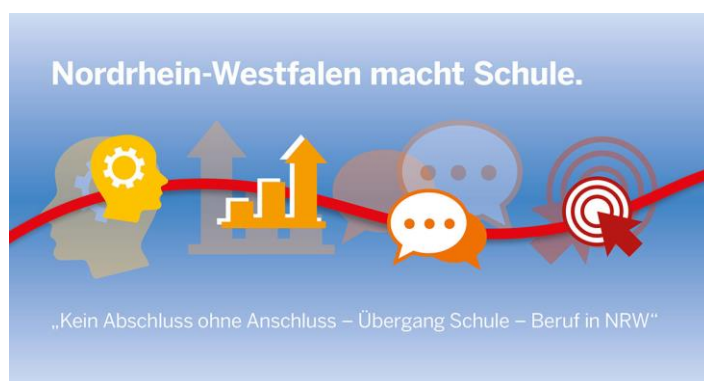 Nordrhein-Westfalen macht Schule.
„Kein Abschluss ohne Anschluss – Übergang Schule – Beruf in NRW“